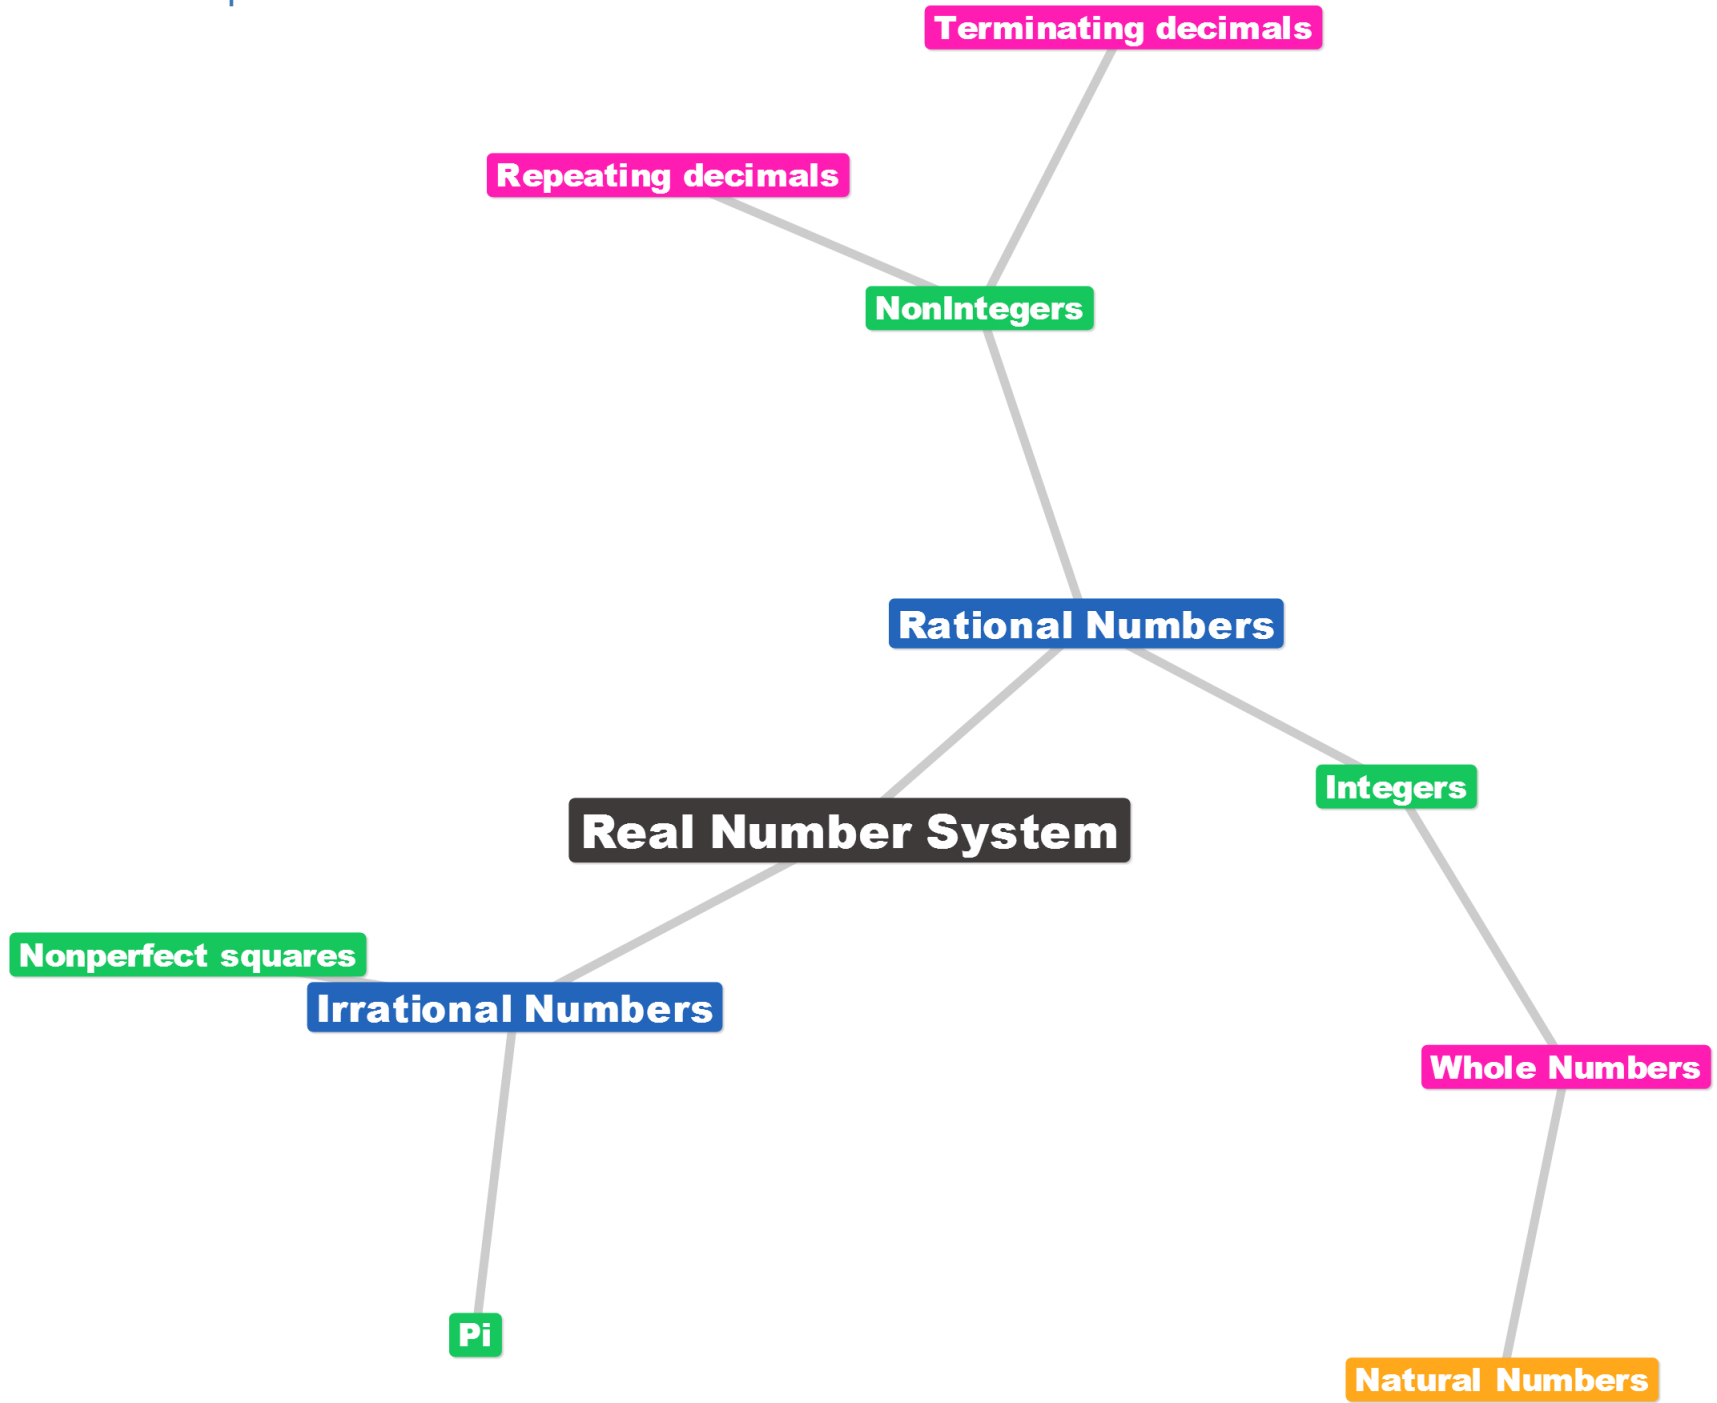 Terminating decimals
Repeating decimals
NonIntegers
Rational Numbers
Integers
Real Number System
Nonperfect squares
Irrational Numbers
Whole Numbers
Pi
Natural Numbers